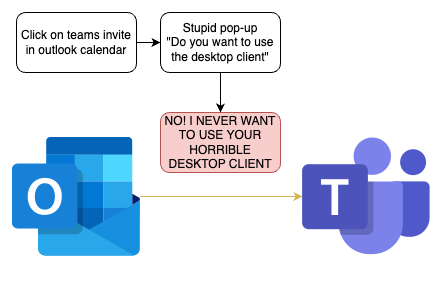 Click on teams invite
in outlook calendar
Stupid pop-up
"Do you want to use
the desktop client"
NO! I NEVER WANT
TO USE YOUR
HORRIBLE
DESKTOP CLIENT
O
T